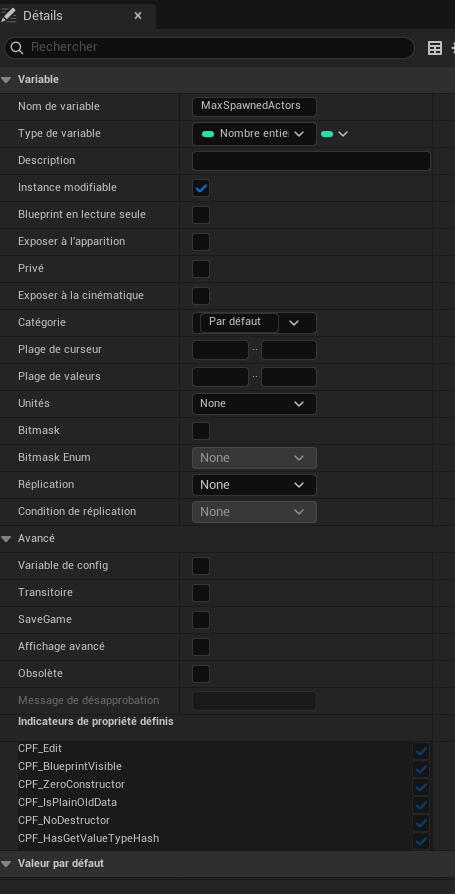 Détails
Rechercher
Variable
Nom de variable MaxSpawnedActors
Type de variable Nombre entie
Description
Instance modifiable
Blueprint en lecture seule
Exposer à l'apparition
Privé
Exposer à la cinématique
Catégorie Par défaut
Plage de curseur ..
Plage de valeurs ..
Unités None
Bitmask
Bitmask Enum None
Réplication None
Condition de réplication None
Avancé
Variable de config
Transitoire
SaveGame
Affichage avancé
Obsolète
Message de désapprobation
Indicateurs de propriété définis
CPF_Edit
CPF_BlueprintVisible
CPF_ZeroConstructor
CPF_IsPlainOldData
CPF_NoDestructor
CPF_HasGetValueTypeHash
Valeur par défaut